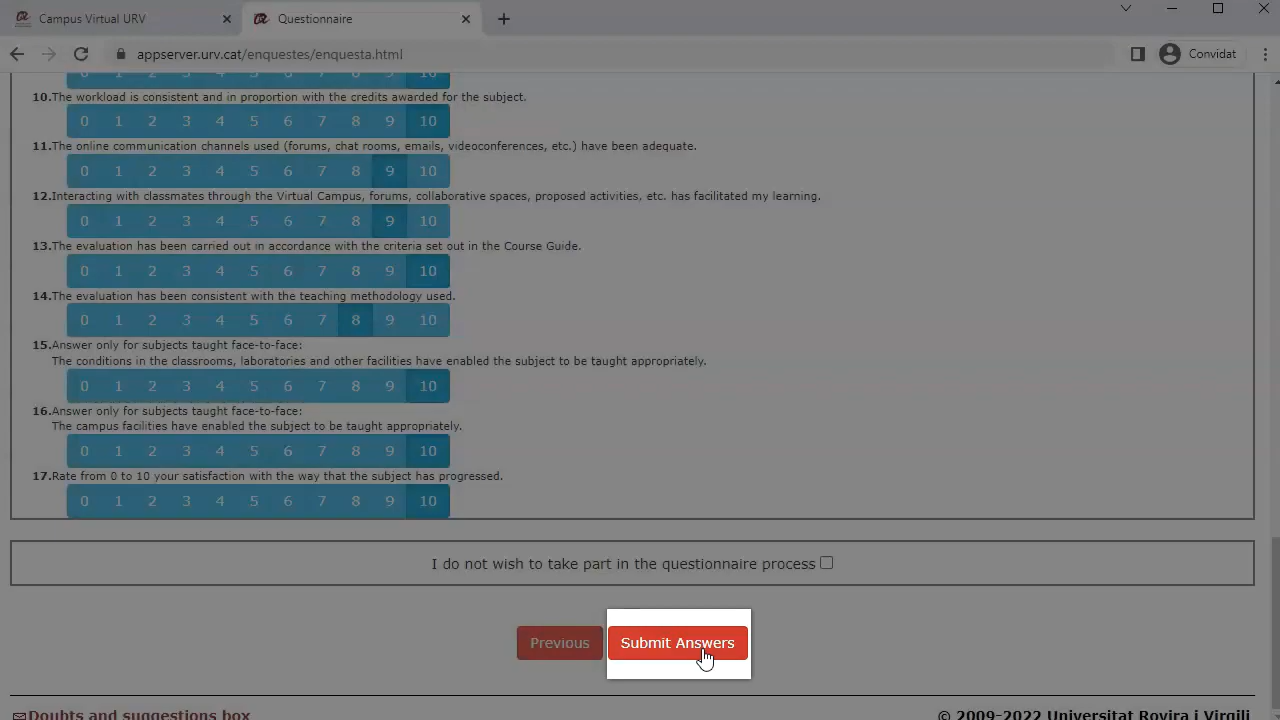 Campus Virtual URV
Questionnaire
appserver.urv.cat/enquestes/enquesta.html
Convidat
0 1 2 3 4 5 6 7 8 9 10
10.The workload is consistent and in proportion with the credits awarded for the subject.
0 1 2 3 4 5 6 7 8 9 10
11.The online communication channels used (forums, chat rooms, emails, videoconferences, etc.) have been adequate.
0 1 2 3 4 5 6 7 8 9 10
12.Interacting with classmates through the Virtual Campus, forums, collaborative spaces, proposed activities, etc. has facilitated my learning.
0 1 2 3 4 5 6 7 8 9 10
13.The evaluation has been carried out in accordance with the criteria set out in the Course Guide.
0 1 2 3 4 5 6 7 8 9 10
14.The evaluation has been consistent with the teaching methodology used.
0 1 2 3 4 5 6 7 8 9 10
15.Answer only for subjects taught face-to-face:
The conditions in the classrooms, laboratories and other facilities have enabled the subject to be taught appropriately.
0 1 2 3 4 5 6 7 8 9 10
16.Answer only for subjects taught face-to-face:
The campus facilities have enabled the subject to be taught appropriately.
0 1 2 3 4 5 6 7 8 9 10
17.Rate from 0 to 10 your satisfaction with the way that the subject has progressed.
0 1 2 3 4 5 6 7 8 9 10
I do not wish to take part in the questionnaire process
Previous Submit Answers
Doubts and suggestions box © 2009-2022 Universitat Rovira i Virgili